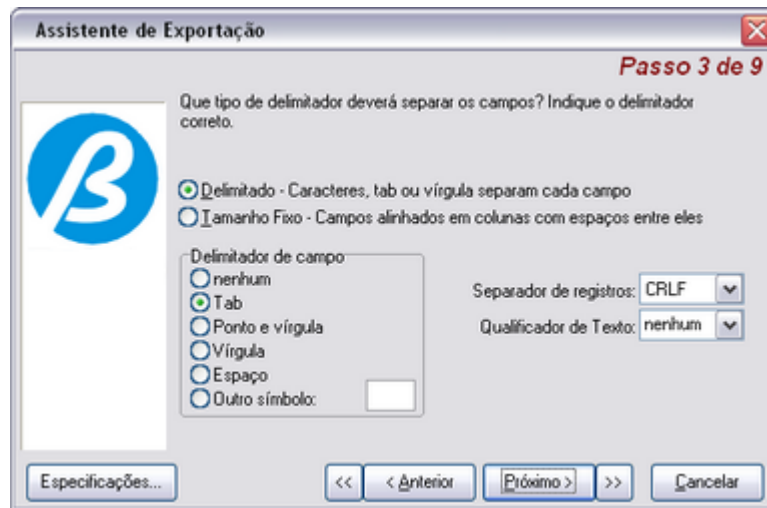 Assistente de Exportação
Passo 3 de 9
Que tipo de delimitador deverá separar os campos? Indique o delimitador
correto.
Delimitado - Caracteres, tab ou vírgula separam cada campo
Tamanho Fixo - Campos alinhados em colunas com espaços entre eles
Delimitador de campo
nenhum
Tab
Ponto e vírgula
Vírgula
Espaço
Outro símbolo:
Separador de registros: CRLF
Qualificador de Texto: nenhum
Especificações... << < Anterior Próximo > >> Cancelar